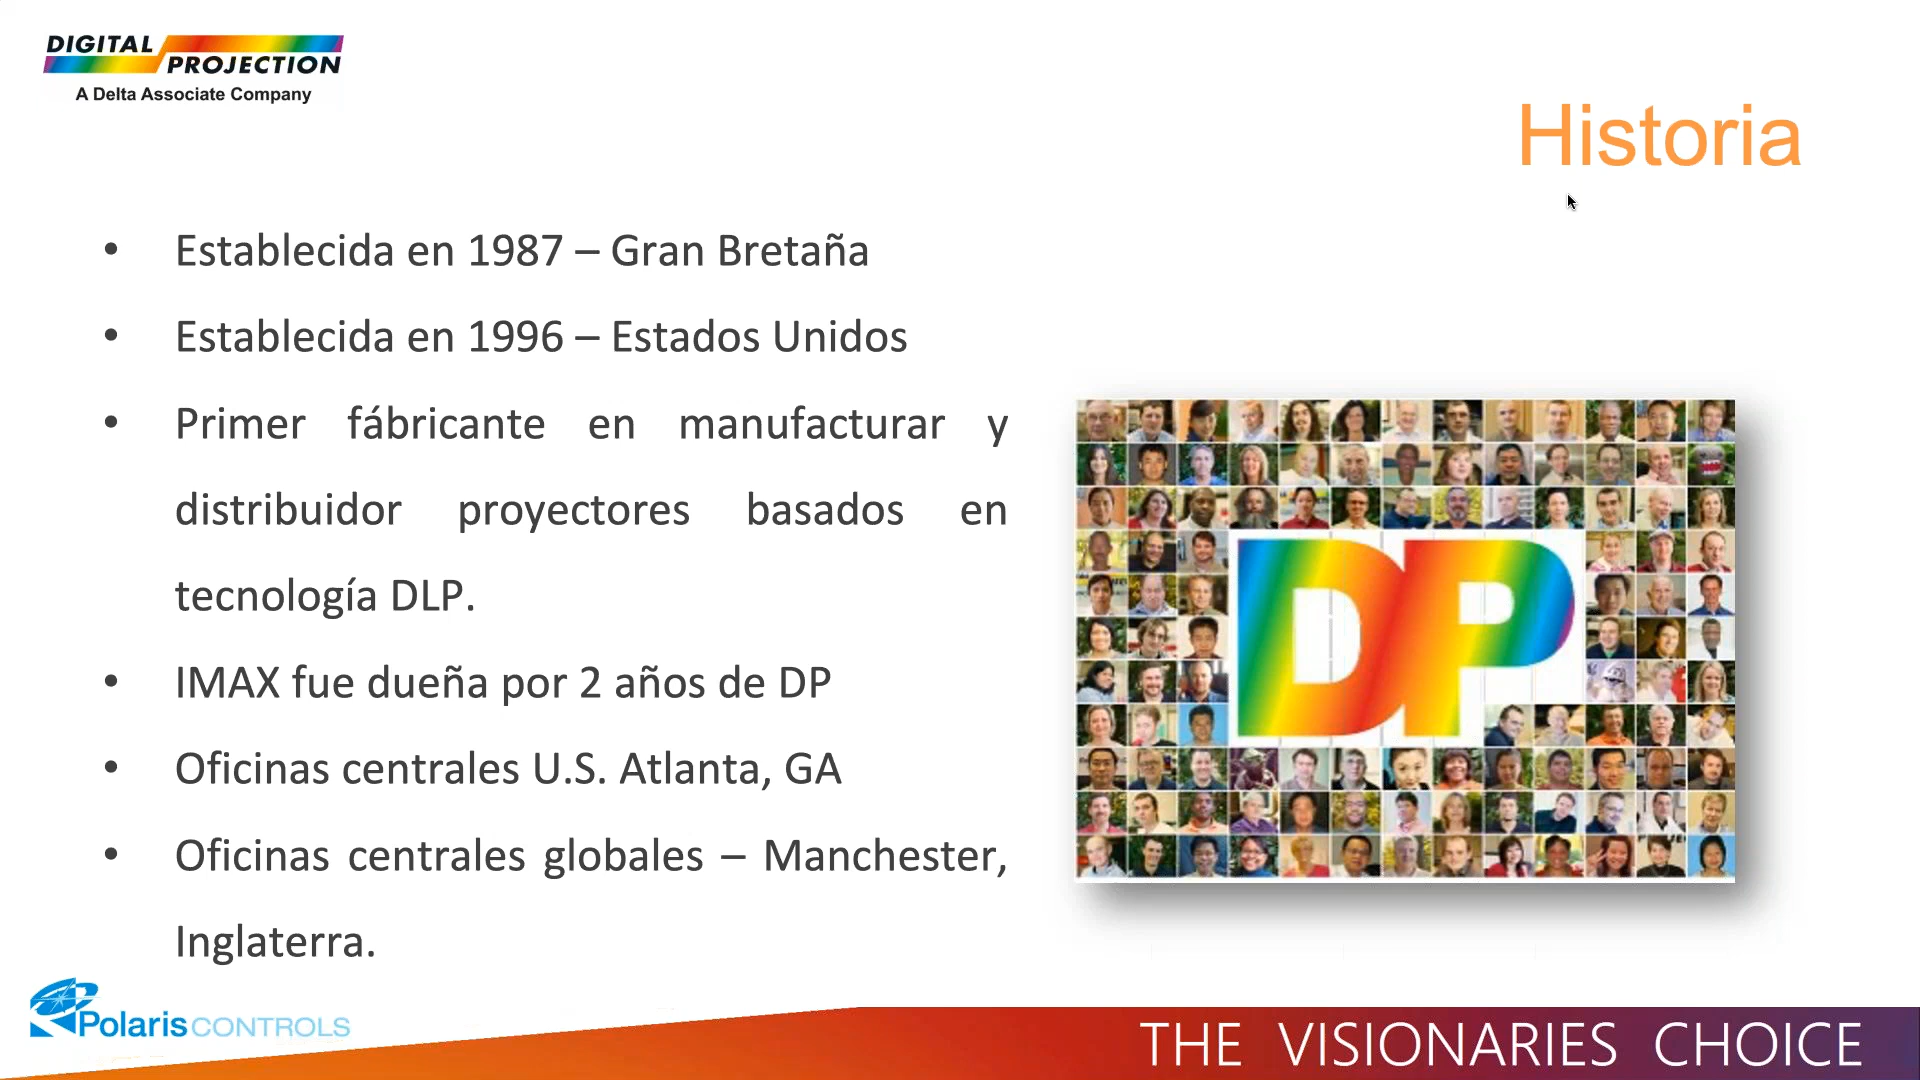 DIGITAL
PROJECTION
A Delta Associate Company
Historia
• Establecida en 1987 – Gran Bretaña
• Establecida en 1996 – Estados Unidos
• Primer fábricante en manufacturar y
distribuidor proyectores basados en
tecnología DLP.
• IMAX fue dueña por 2 años de DP
• Oficinas centrales U.S. Atlanta, GA
• Oficinas centrales globales – Manchester,
Inglaterra.
DP
Polaris CONTROLS
THE VISIONARIES CHOICE